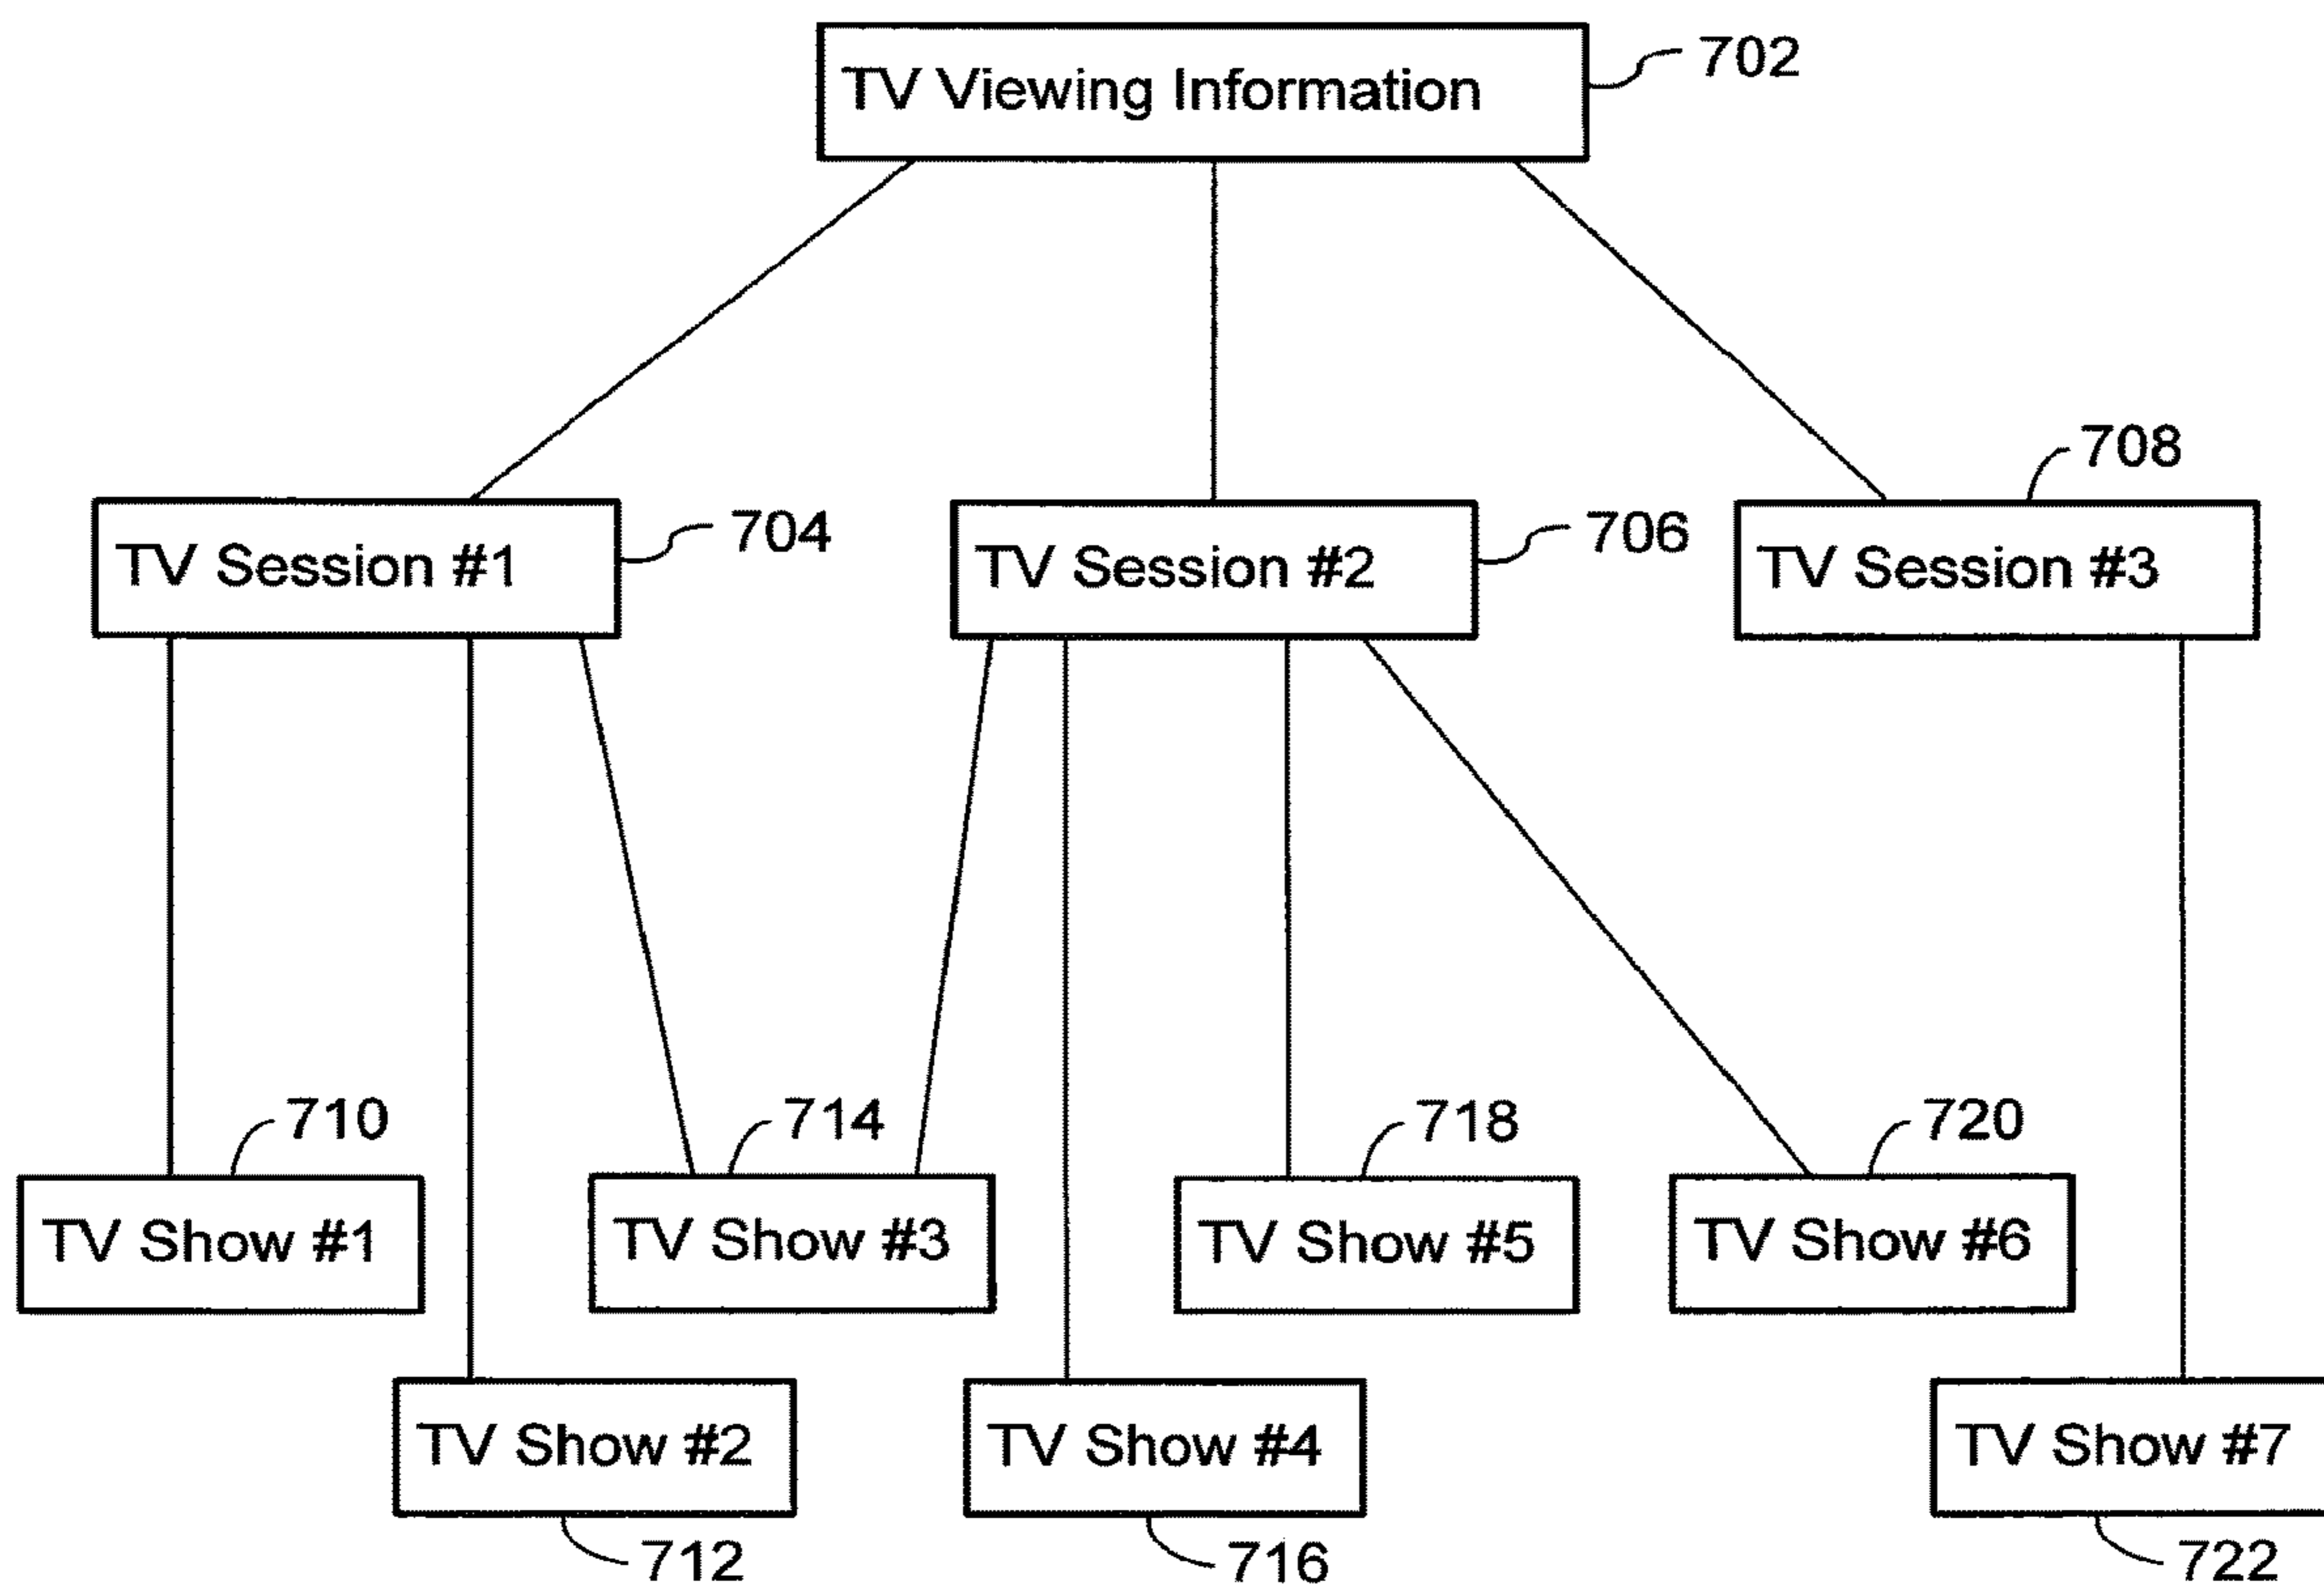 TV Viewing Information
702
TV Session #1
704
TV Session #2
706
708
TV Session #3
710
TV Show #1
714
TV Show #3
718
TV Show #5
720
TV Show #6
TV Show #2
712
TV Show #4
716
TV Show #7
722